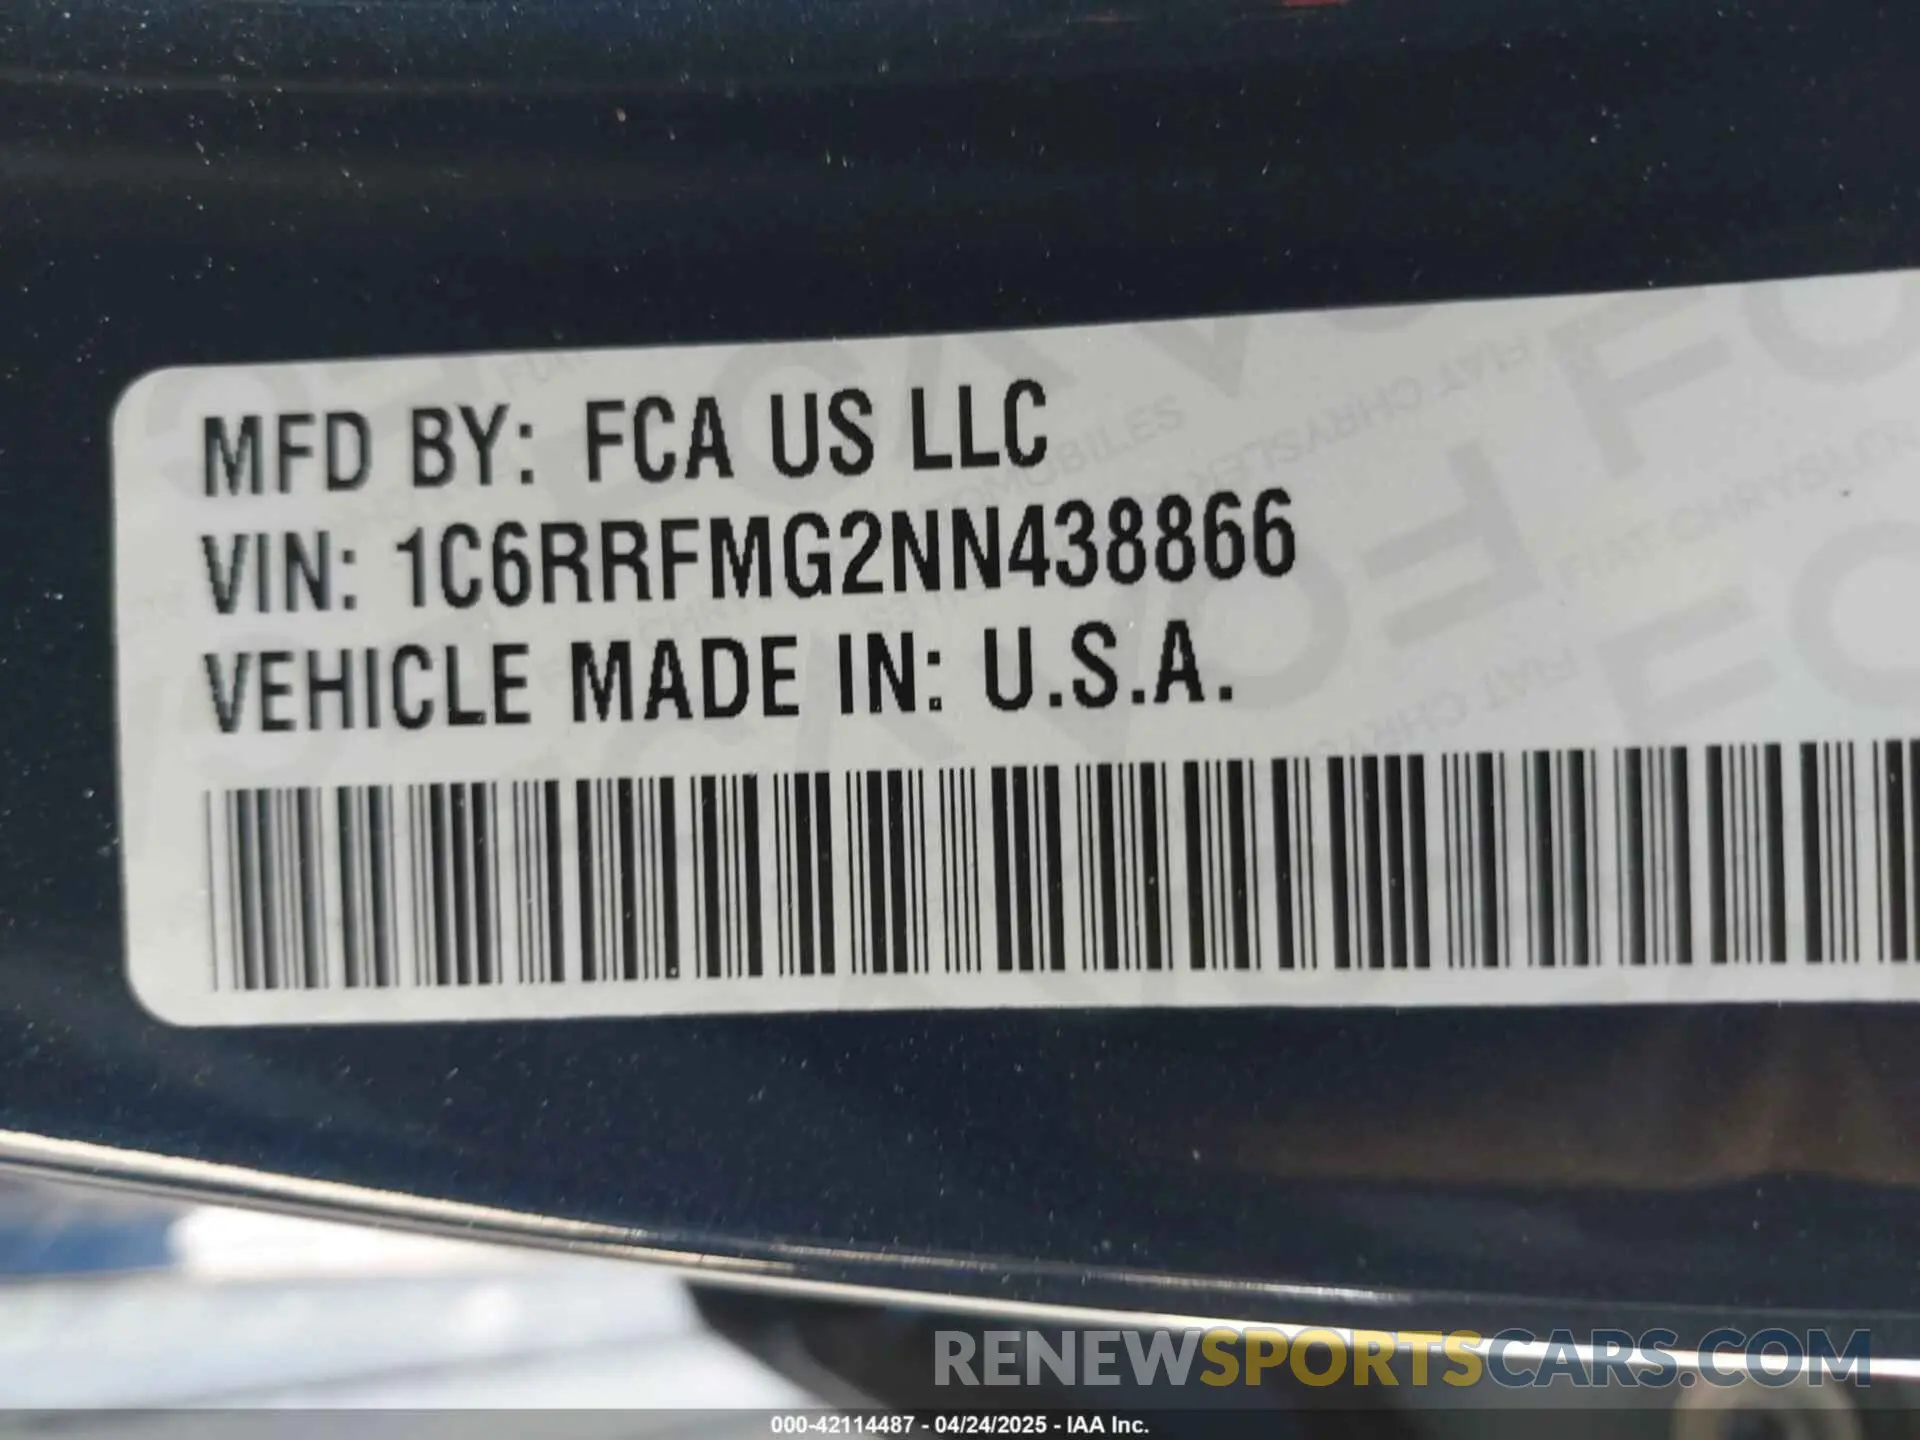 MFD BY: FCA US LLC
VIN: 1C6RRFMG2NN438866
VEHICLE MADE IN: U.S.A.
RENEWSPORTSCARS.COM
000-42114487 - 04/24/2025 - IAA Inc.